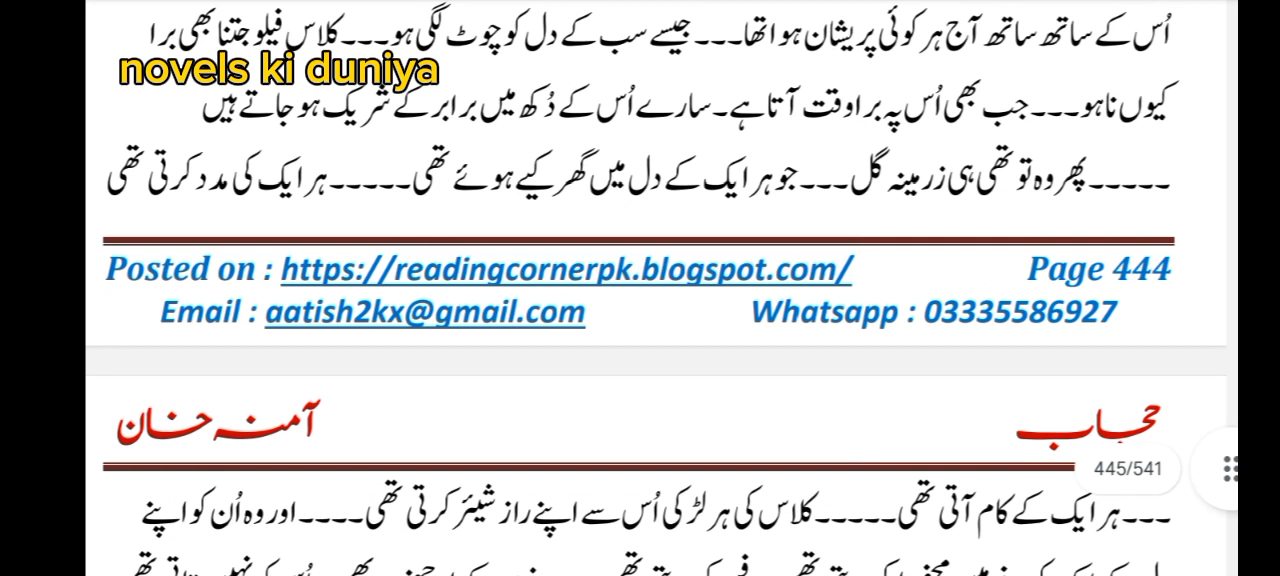 اُس کے ساتھ ساتھ آج ہر کوئی پریشان ہوا تھا۔۔۔ جیسے سب کے دل کو چوٹ لگی ہو۔۔۔ کلاس فیلو جتنا بھی برا
novels ki duniya
کیوں نا ہو۔۔۔ جب بھی اُس پہ برا وقت آتا ہے۔ سارے اُس کے دُکھ میں برابر کے شریک ہو جاتے ہیں
۔۔۔۔۔ پھر وہ تو تھی ہی زرمینہ گل۔۔۔ جو ہر ایک کے دل میں گھر کیے ہوئے تھی۔۔۔۔۔ ہر ایک کی مدد کرتی تھی
Posted on : https://readingcornerpk.blogspot.com/ Page 444
Email : aatish2kx@gmail.com Whatsapp : 03335586927
حجاب آمنہ خان
445/541
۔۔۔ ہر ایک کے کام آتی تھی۔۔۔۔۔ کلاس کی ہر لڑکی اُس سے اپنے راز شیئر کرتی تھی۔۔۔۔ اور وہ اُن کو اپنے